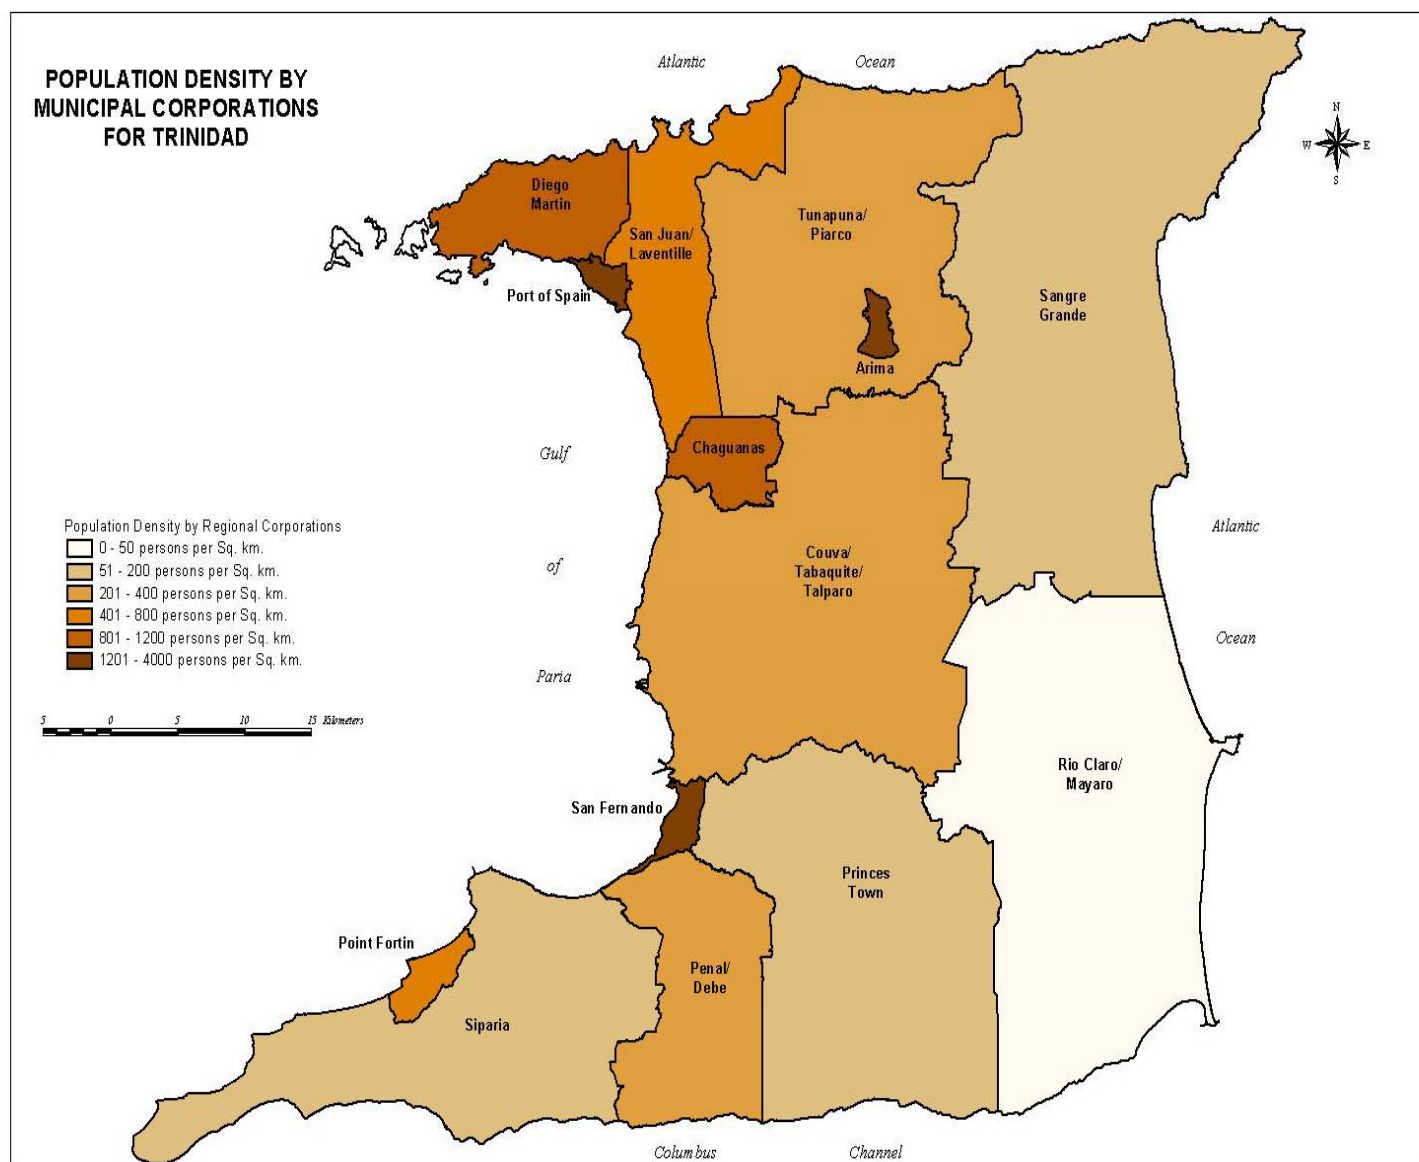 POPULATION DENSITY BY
MUNICIPAL CORPORATIONS
FOR TRINIDAD
Atlantic
Ocean
N
W
E
S
Diego
Martin
San Juan/
Laventille
Tunapuna/
Piarco
Port of Spain
Sangre
Grande
Arima
Gulf
Chaguanas
Atlantic
Population Density by Regional Corporations
0 - 50 persons per Sq. km.
51 - 200 persons per Sq. km.
201 - 400 persons per Sq. km.
401 - 800 persons per Sq. km.
801 - 1200 persons per Sq. km.
1201 - 4000 persons per Sq. km.
of
Couva/
Tabaquite/
Talparo
Ocean
Paria
5 0 5 10 15 Kilometers
Rio Claro/
Mayaro
San Fernando
Princes
Town
Point Fortin
Penal/
Debe
Siparia
Columbus
Channel